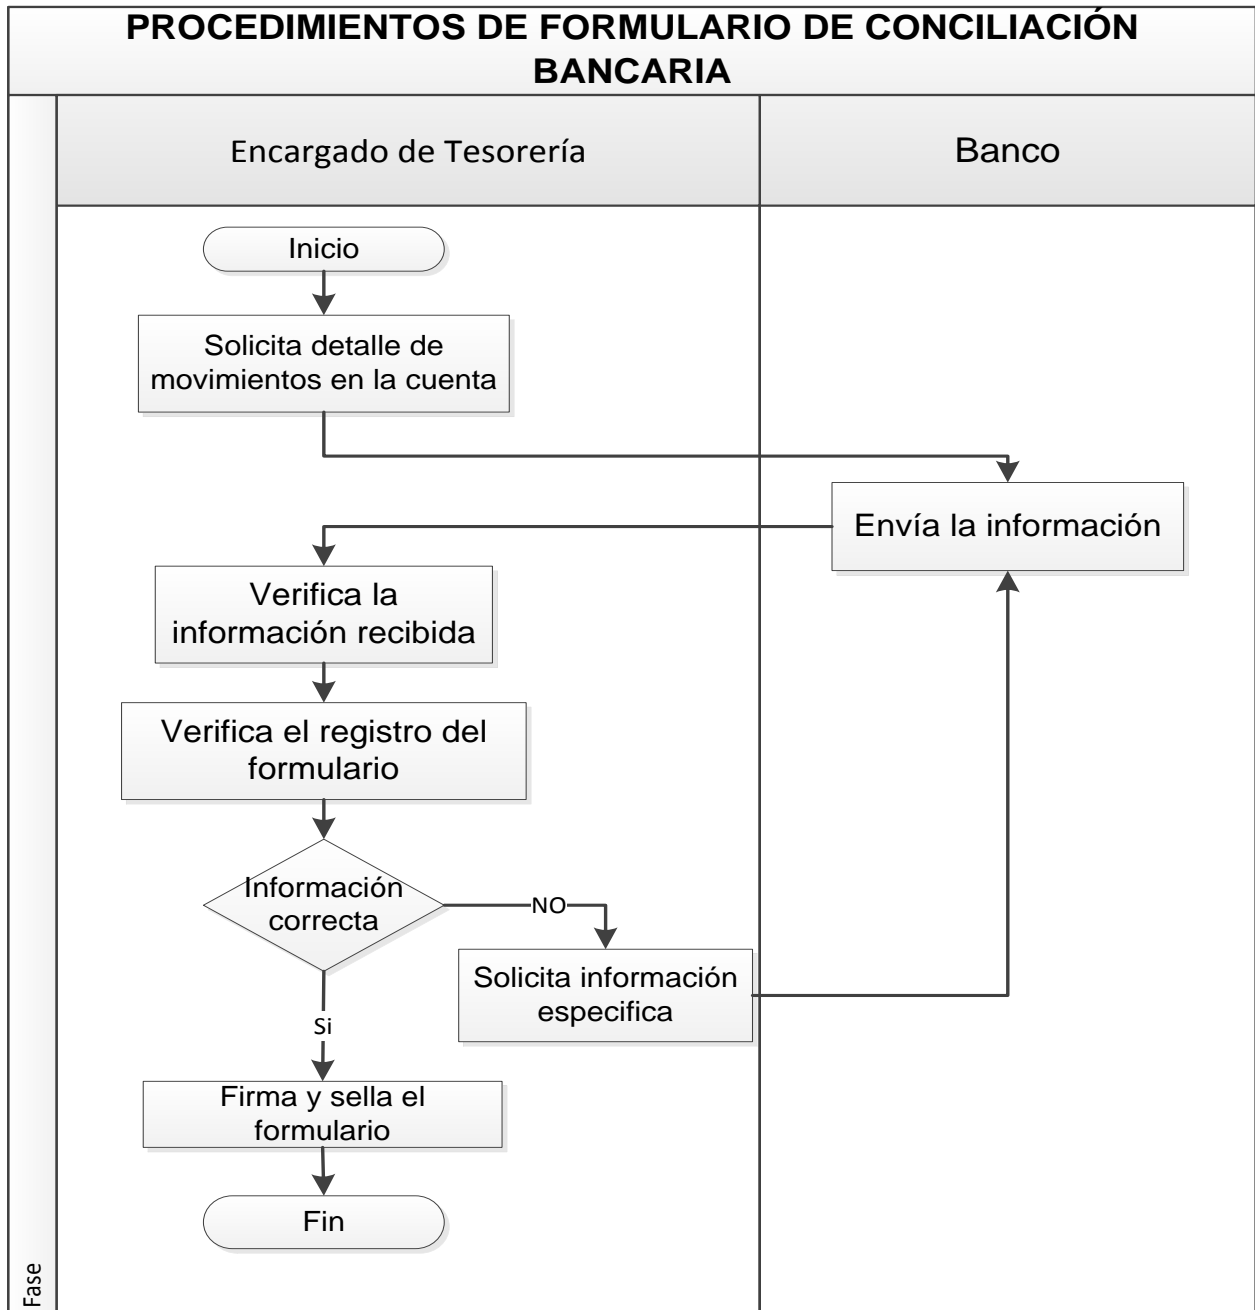 PROCEDIMIENTOS DE FORMULARIO DE CONCILIACIÓN
BANCARIA
Encargado de Tesorería
Banco
Inicio
Solicita detalle de
movimientos en la cuenta
Envía la información
Verifica la
información recibida
Verifica el registro del
formulario
Información
correcta
NO
Solicita información
especifica
Si
Firma y sella el
formulario
Fin
Fase